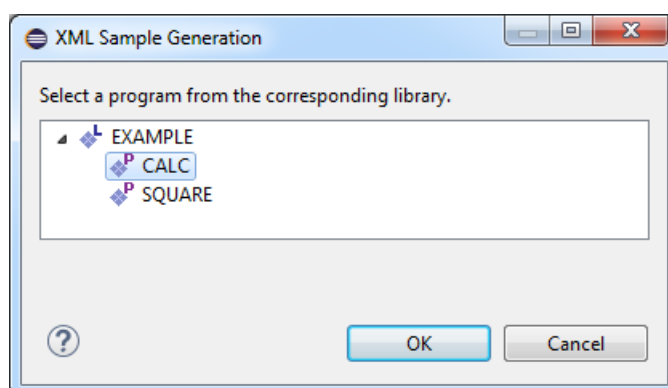 XML Sample Generation
Select a program from the corresponding library.
L EXAMPLE
P CALC
P SQUARE
? OK Cancel